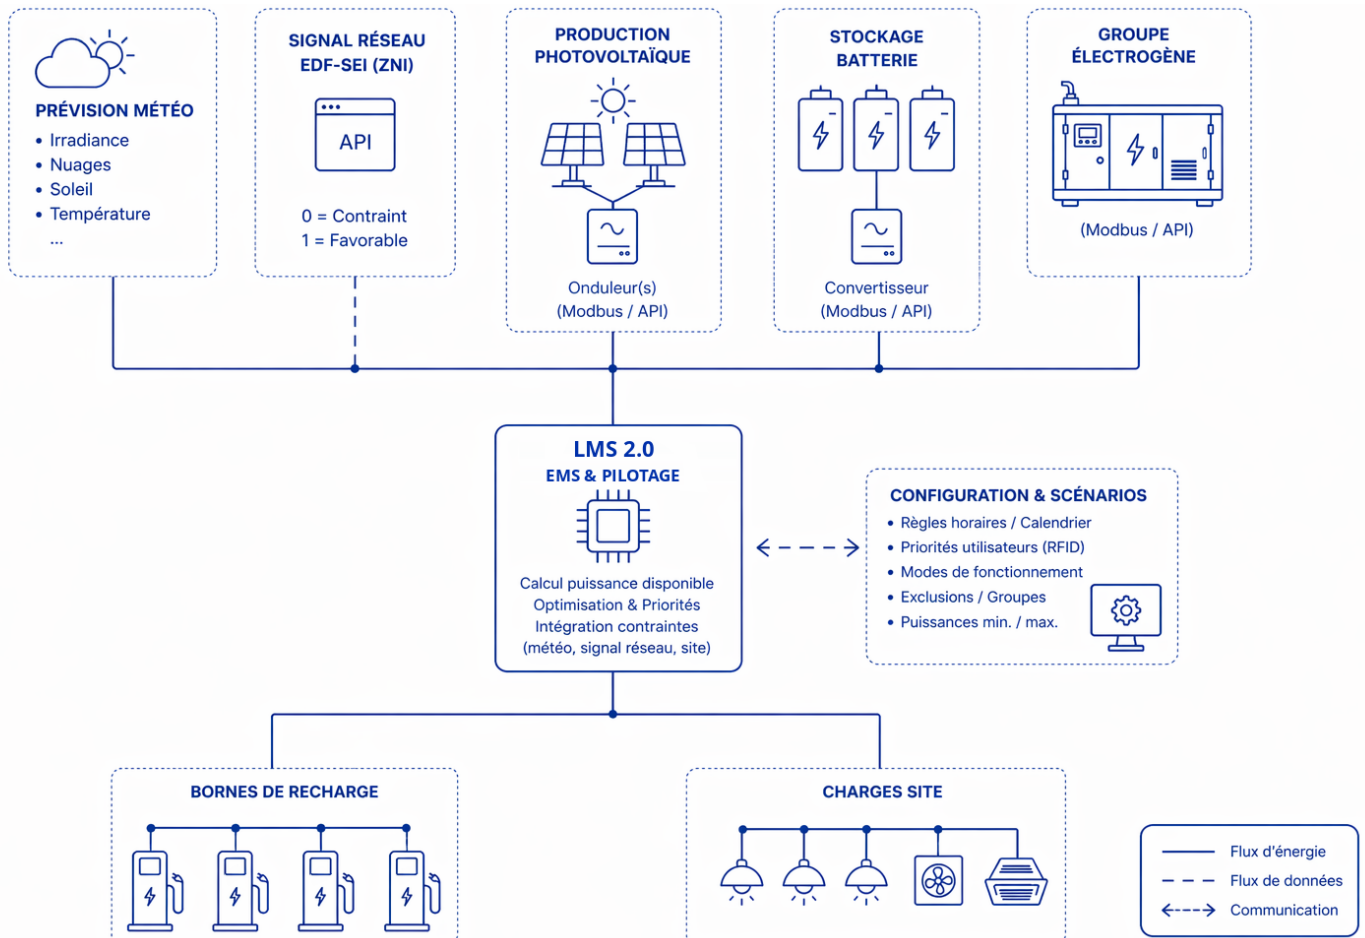 PRÉVISION MÉTÉO
• Irradiance
• Nuages
• Soleil
• Température
...
SIGNAL RÉSEAU
EDF-SEI (ZNI)
API
0 = Contraint
1 = Favorable
PRODUCTION
PHOTOVOLTAÏQUE
Onduleur(s)
(Modbus / API)
STOCKAGE
BATTERIE
Convertisseur
(Modbus / API)
GROUPE
ÉLECTROGÈNE
(Modbus / API)
LMS 2.0
EMS & PILOTAGE
Calcul puissance disponible
Optimisation & Priorités
Intégration contraintes
(météo, signal réseau, site)
CONFIGURATION & SCÉNARIOS
• Règles horaires / Calendrier
• Priorités utilisateurs (RFID)
• Modes de fonctionnement
• Exclusions / Groupes
• Puissances min. / max.
BORNES DE RECHARGE
CHARGES SITE
Flux d'énergie
Flux de données
Communication